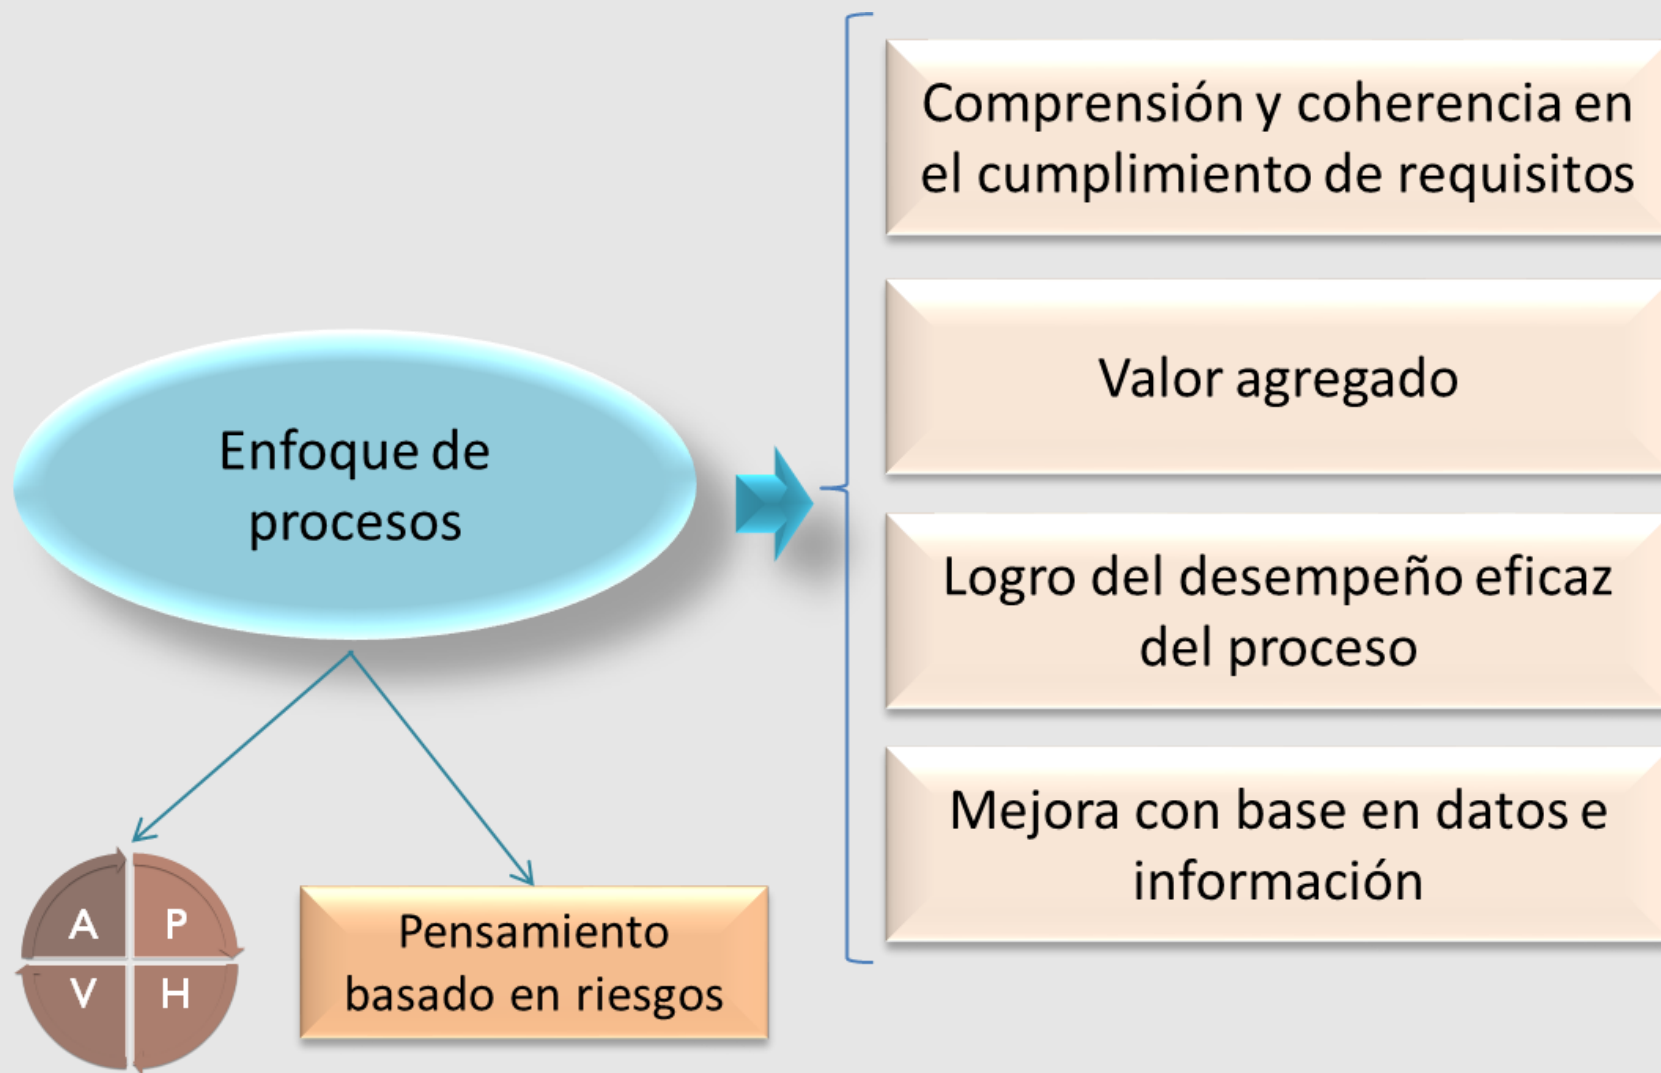 Enfoque de
procesos
Comprensión y coherencia en
el cumplimiento de requisitos
Valor agregado
Logro del desempeño eficaz
del proceso
Mejora con base en datos e
información
A P
V H
Pensamiento
basado en riesgos